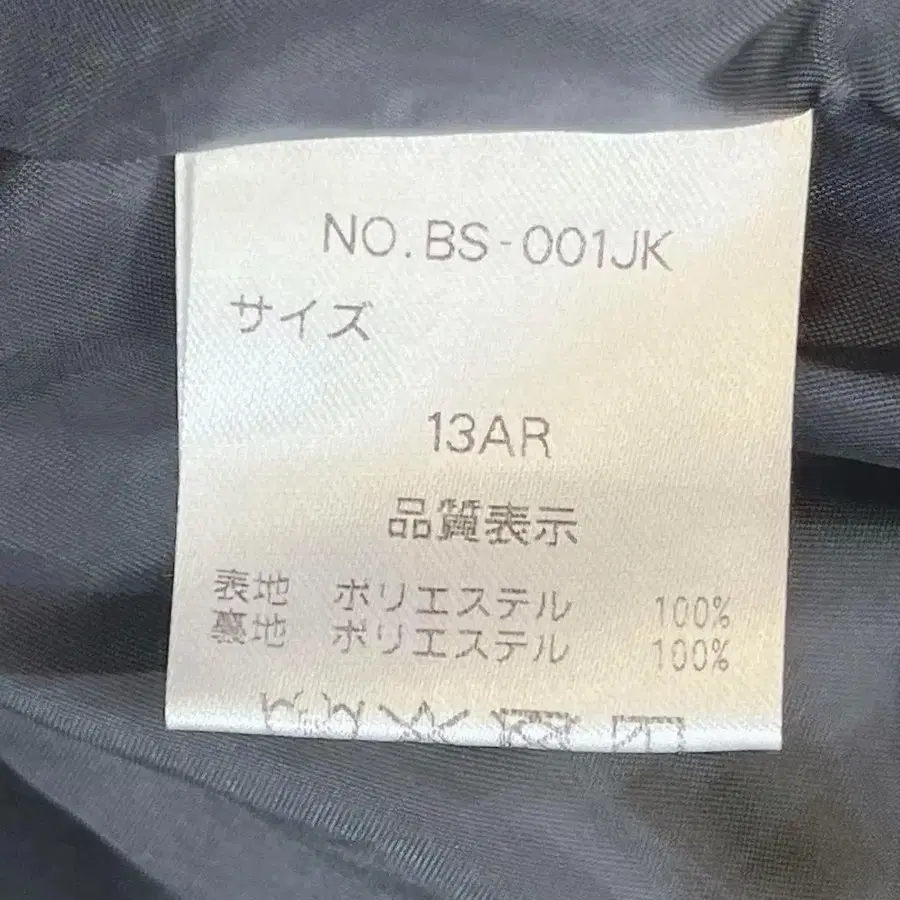 NO.BS-001JK
サイズ
13AR
品質表示
表地 ポリエステル 100%
裏地 ポリエステル 100%